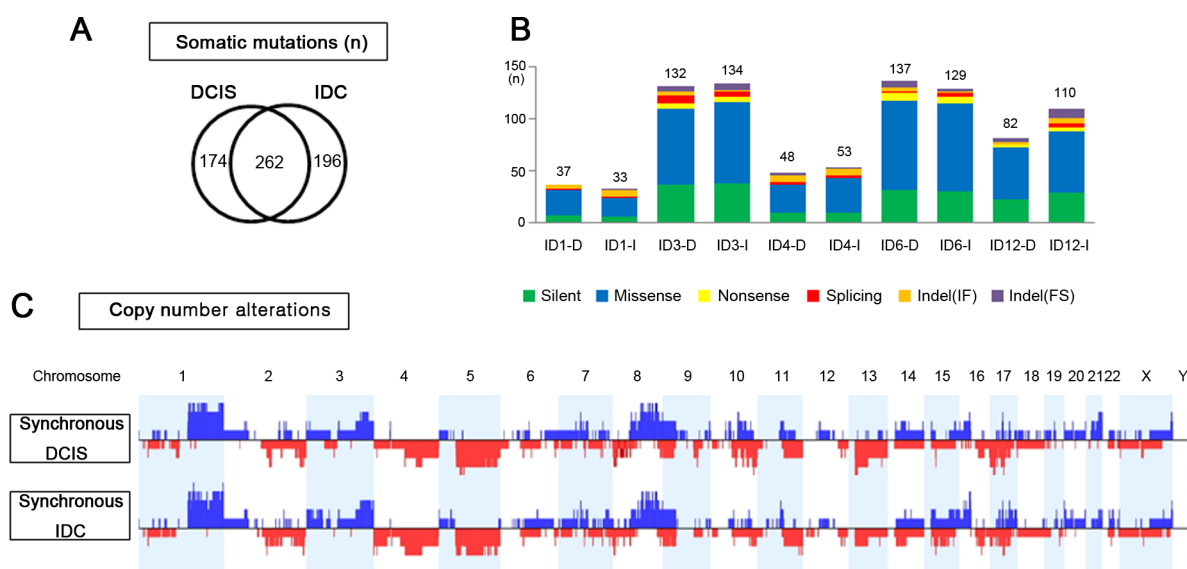 A
Somatic mutations (n)
DCIS
IDC
174
262
196
B
150
(n)
100
50
0
37
33
132
134
48
53
137
129
82
110
ID1-D
ID1-I
ID3-D
ID3-I
ID4-D
ID4-I
ID6-D
ID6-I
ID12-D
ID12-I
Silent
Missense
Nonsense
Splicing
Indel(IF)
Indel(FS)
C
Copy number alterations
Chromosome 1 2 3 4 5 6 7 8 9 10 11 12 13 14 15 16 17 18 19 20 21 22 X Y
Synchronous
DCIS
Synchronous
IDC